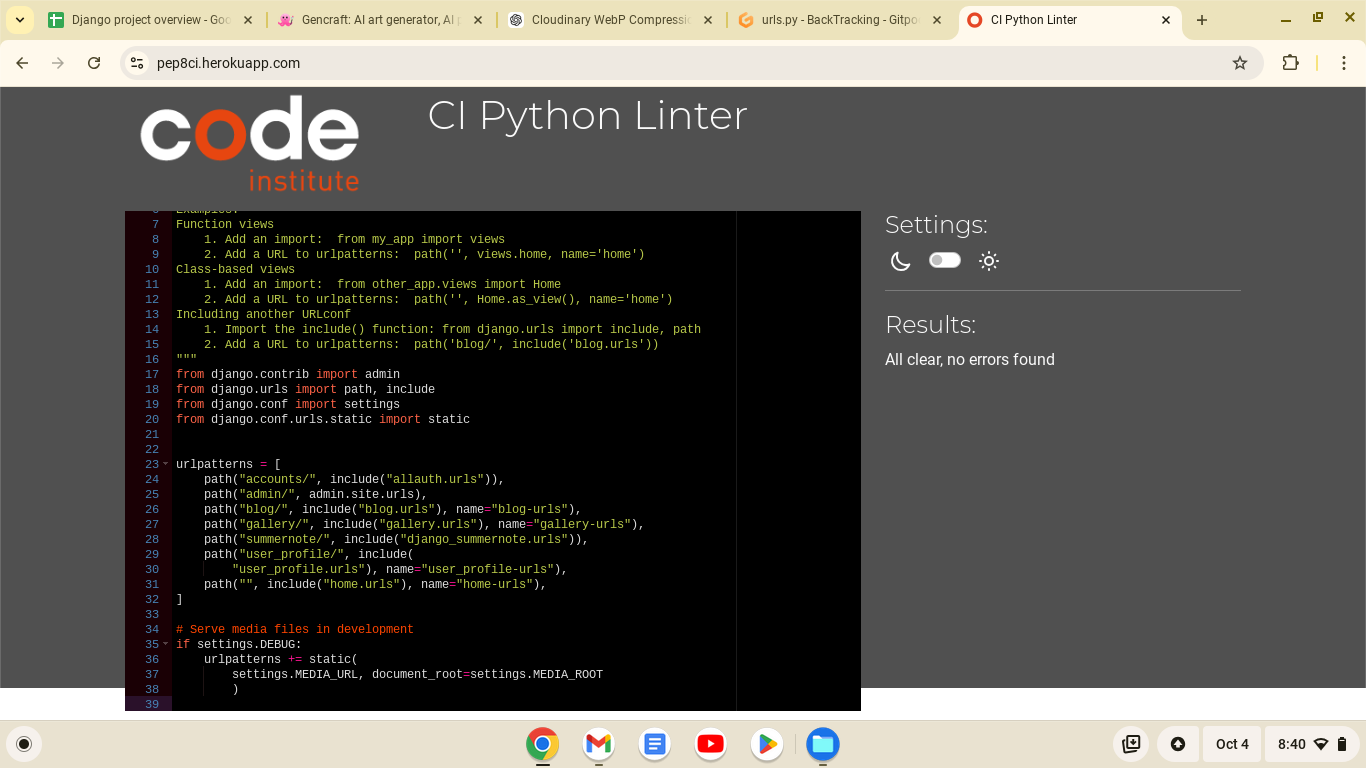 Django project overview - Goo
Gencraft: AI art generator, AI p
Cloudinary WebP Compressio
urls.py - BackTracking - Gitpo
CI Python Linter
pep8ci.herokuapp.com
code
institute
CI Python Linter
6 Examples:
7 Function views
8     1. Add an import:  from my_app import views
9     2. Add a URL to urlpatterns:  path('', views.home, name='home')
10 Class-based views
11     1. Add an import:  from other_app.views import Home
12     2. Add a URL to urlpatterns:  path('', Home.as_view(), name='home')
13 Including another URLconf
14     1. Import the include() function: from django.urls import include, path
15     2. Add a URL to urlpatterns:  path('blog/', include('blog.urls'))
16 """
17 from django.contrib import admin
18 from django.urls import path, include
19 from django.conf import settings
20 from django.conf.urls.static import static
21
22
23 urlpatterns = [
24     path("accounts/", include("allauth.urls")),
25     path("admin/", admin.site.urls),
26     path("blog/", include("blog.urls"), name="blog-urls"),
27     path("gallery/", include("gallery.urls"), name="gallery-urls"),
28     path("summernote/", include("django_summernote.urls")),
29     path("user_profile/", include(
30         "user_profile.urls"), name="user_profile-urls"),
31     path("", include("home.urls"), name="home-urls"),
32 ]
33
34 # Serve media files in development
35 if settings.DEBUG:
36     urlpatterns += static(
37         settings.MEDIA_URL, document_root=settings.MEDIA_ROOT
38         )
39
Settings:
Results:
All clear, no errors found
Oct 4
8:40